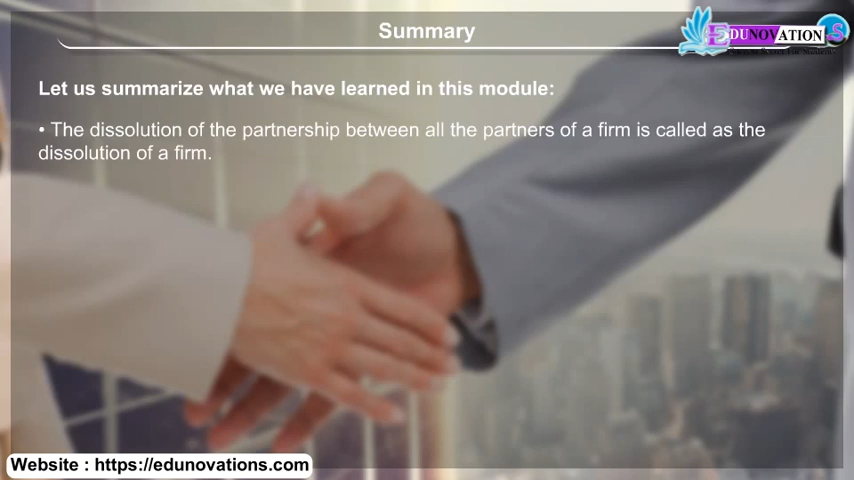 Summary
EDUNOVATION.S
Let us summarize what we have learned in this module:
• The dissolution of the partnership between all the partners of a firm is called as the
dissolution of a firm.
Website : https://edunovations.com